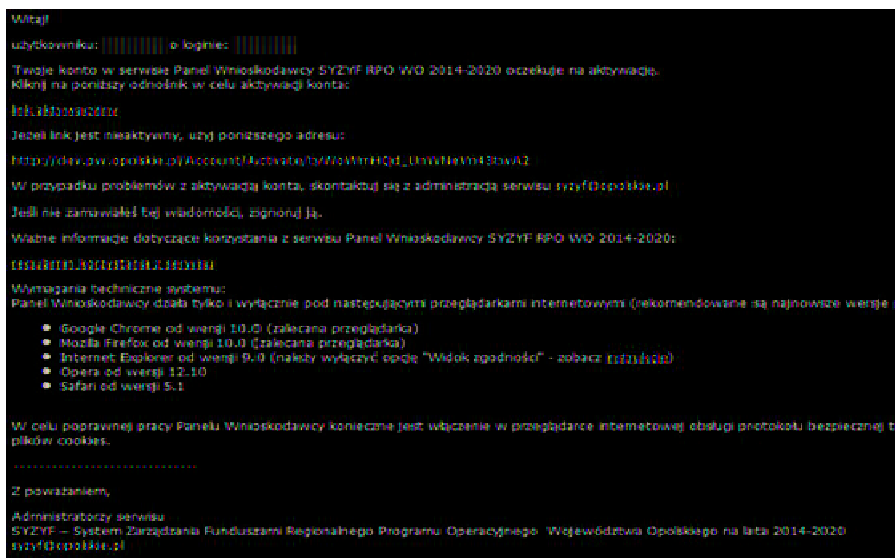 Witaj!
użytkowniku: o loginie:
Twoje konto w serwisie Panel Wnioskodawcy SYZYF RPO WO 2014-2020 oczekuje na aktywację.
Kliknij na poniższy odnośnik w celu aktywacji konta:
link aktywacyjny
Jeżeli link jest nieaktywny, użyj poniższego adresu:
W przypadku problemów z aktywacją konta, skontaktuj się z administracją serwisu syzyf@opolskie.pl
Jeśli nie zamawiałeś tej wiadomości, zignoruj ją.
Ważne informacje dotyczące korzystania z serwisu Panel Wnioskodawcy SYZYF RPO WO 2014-2020:
Wymagania techniczne systemu:
Panel Wnioskodawcy działa tylko i wyłącznie pod następującymi przeglądarkami internetowymi (rekomendowane są najnowsze wersje
Google Chrome od wersji 10.0 (zalecana przeglądarka)
Mozilla Firefox od wersji 10.0 (zalecana przeglądarka)
Internet Explorer od wersji 9.0 (należy wyłączyć opcję "Widok zgodności" - zobacz instrukcję)
Opera od wersji 12.10
Safari od wersji 5.1
W celu poprawnej pracy Panelu Wnioskodawcy konieczne jest włączenie w przeglądarce internetowej obsługi protokołu bezpiecznej t
plików cookies.
------------------------------
Z poważaniem,
Administratorzy serwisu
SYZYF – System Zarządzania Funduszami Regionalnego Programu Operacyjnego Województwa Opolskiego na lata 2014-2020
syzyf@opolskie.pl